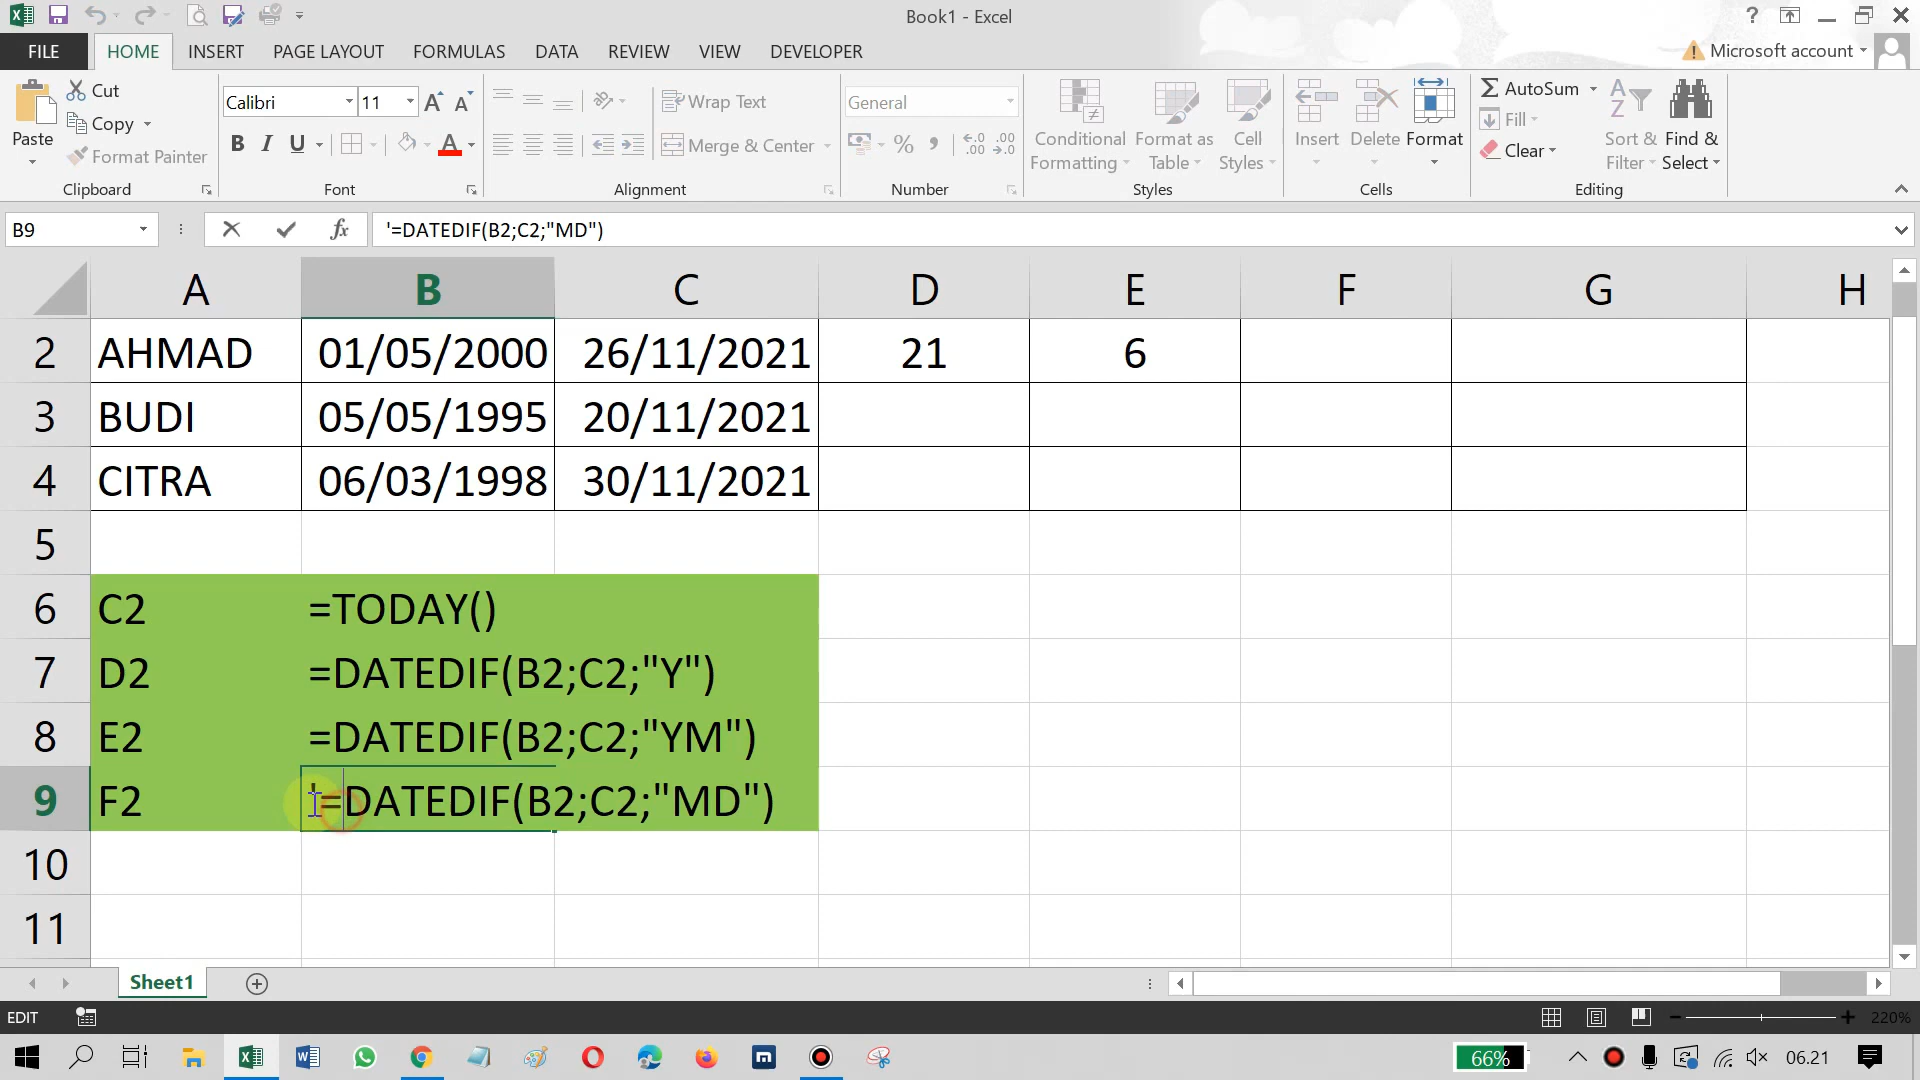 Book1 - Excel
FILE HOME INSERT PAGE LAYOUT FORMULAS DATA REVIEW VIEW DEVELOPER Microsoft account
Paste
Cut
Copy
Format Painter
Clipboard
Calibri 11
B I U
Font
Wrap Text
Merge & Center
Alignment
General
Number
Conditional Formatting
Format as Table
Cell Styles
Styles
Insert
Delete
Format
Cells
AutoSum
Fill
Clear
Sort & Filter
Find & Select
Editing
B9 fx '=DATEDIF(B2;C2;"MD")
A B C D E F G H
2 AHMAD 01/05/2000 26/11/2021 21 6
3 BUDI 05/05/1995 20/11/2021
4 CITRA 06/03/1998 30/11/2021
5
6 C2 =TODAY()
7 D2 =DATEDIF(B2;C2;"Y")
8 E2 =DATEDIF(B2;C2;"YM")
9 F2 '=DATEDIF(B2;C2;"MD")
10
11
Sheet1
EDIT 220%
66% 06.21